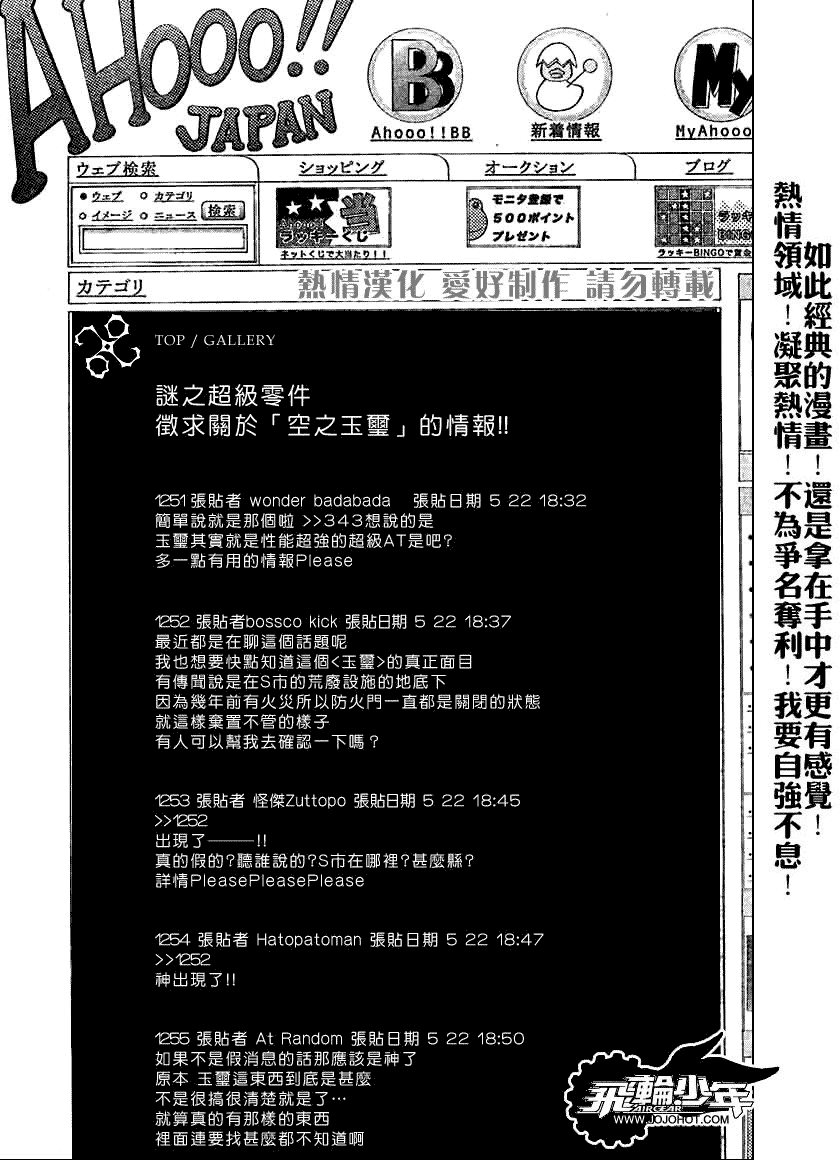 AHOOO!!
JAPAN
BB
Ahooo!!BB
新着情報
My
MyAhooo
ウェブ検索
ショッピング
オークション
ブログ
ウェブ カテゴリ
イメージ ニュース 検索
Ahooo
ラッキーくじ
当
ネットくじで大当たり!!
モニタ登録で
500ポイント
プレゼント
ラッキー
BINGO
ラッキーBINGOで賞金
カテゴリ
熱情漢化 愛好制作 請勿轉載
TOP / GALLERY
謎之超級零件
徵求關於「空之玉璽」的情報!!
1251張貼者 wonder badabada 張貼日期 5 22 18:32
簡單說就是那個啦 >>343想說的是
玉璽其實就是性能超強的超級AT是吧?
多一點有用的情報Please
1252 張貼者bossco kick 張貼日期 5 22 18:37
最近都是在聊這個話題呢
我也想要快點知道這個<玉璽>的真正面目
有傳聞說是在S市的荒廢設施的地底下
因為幾年前有火災所以防火門一直都是關閉的狀態
就這樣棄置不管的樣子
有人可以幫我去確認一下嗎？
1253 張貼者 怪傑Zuttopo 張貼日期 5 22 18:45
>>1252
出現了———!!
真的假的?聽誰說的?S市在哪裡?甚麼縣?
詳情PleasePleasePlease
1254 張貼者 Hatopatoman 張貼日期 5 22 18:47
>>1252
神出現了!!
1255 張貼者 At Random 張貼日期 5 22 18:50
如果不是假消息的話那應該是神了
原本 玉璽這東西到底是甚麼
不是很搞很清楚就是了…
就算真的有那樣的東西
裡面連要找甚麼都不知道啊
如此經典的漫畫！還是拿在手中才更有感覺！
熱情領域！凝聚熱情！不為爭名奪利！我要自強不息！
飛輪少年
AIRGEAR
WWW.JOJOHOT.COM